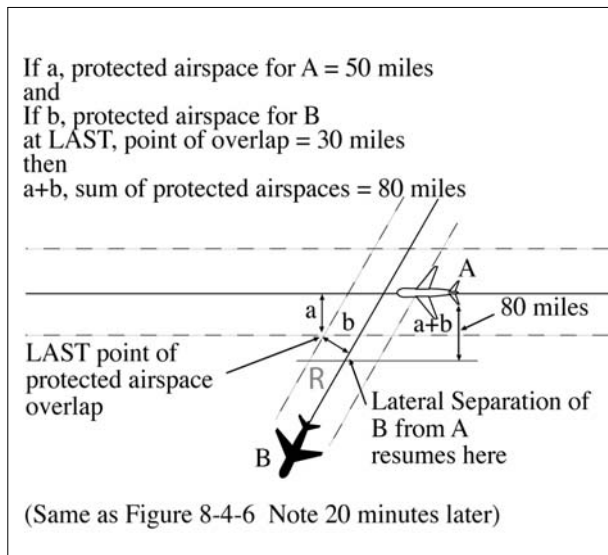 If a, protected airspace for A = 50 miles
and
If b, protected airspace for B
at LAST, point of overlap = 30 miles
then
a+b, sum of protected airspaces = 80 miles
A
a
b
a+b
80 miles
LAST point of
protected airspace
overlap
R
Lateral Separation of
B from A
resumes here
B
(Same as Figure 8-4-6 Note 20 minutes later)